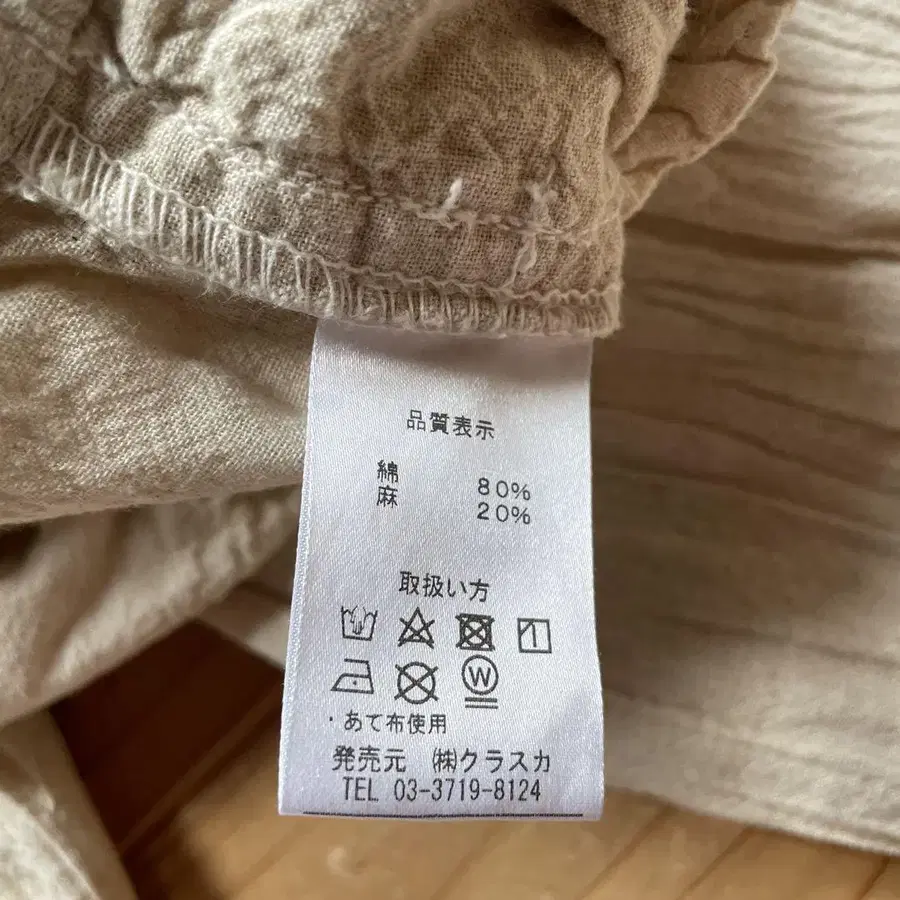 品質表示
綿 80%
麻 20%
取扱い方
W
・あて布使用
発売元 (株)クラスカ
TEL 03-3719-8124